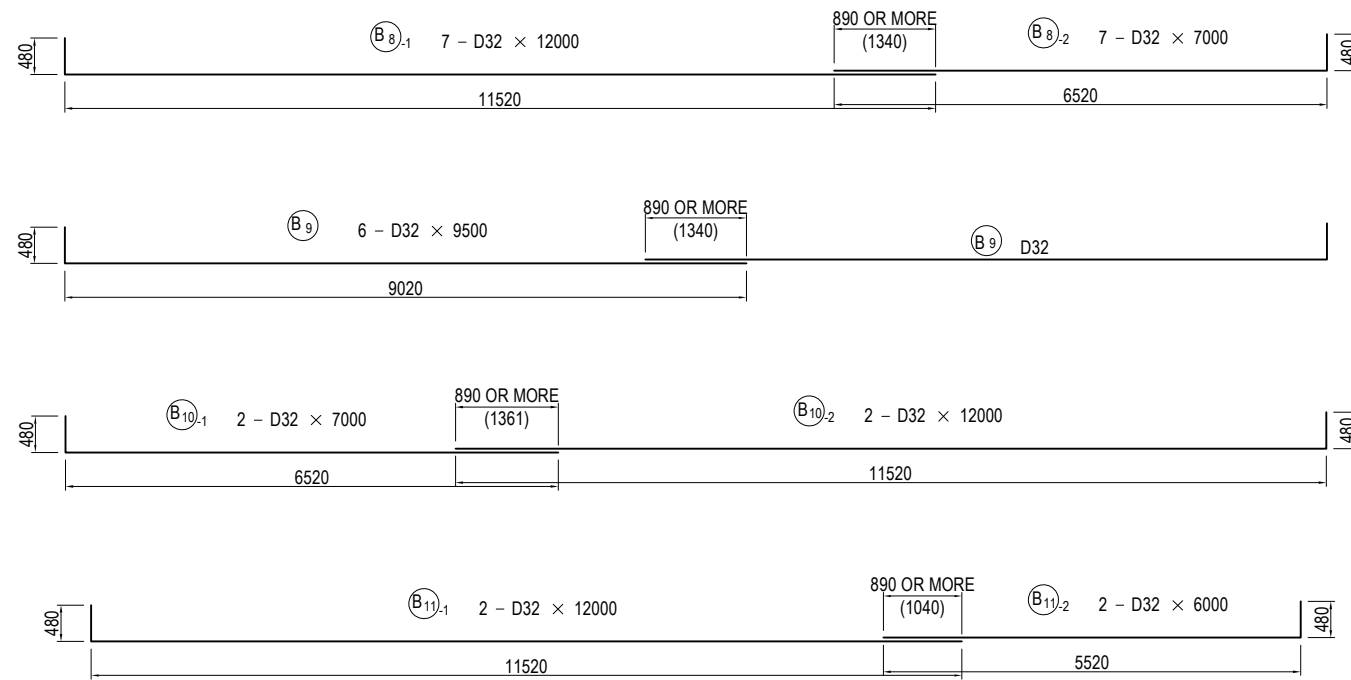 480
B8-1 7 – D32 × 12000
890 OR MORE
(1340)
B8-2 7 – D32 × 7000
480
11520
6520
480
B9 6 – D32 × 9500
890 OR MORE
(1340)
B9 D32
9020
480
B10-1 2 – D32 × 7000
890 OR MORE
(1361)
B10-2 2 – D32 × 12000
480
6520
11520
480
B11-1 2 – D32 × 12000
890 OR MORE
(1040)
B11-2 2 – D32 × 6000
480
11520
5520